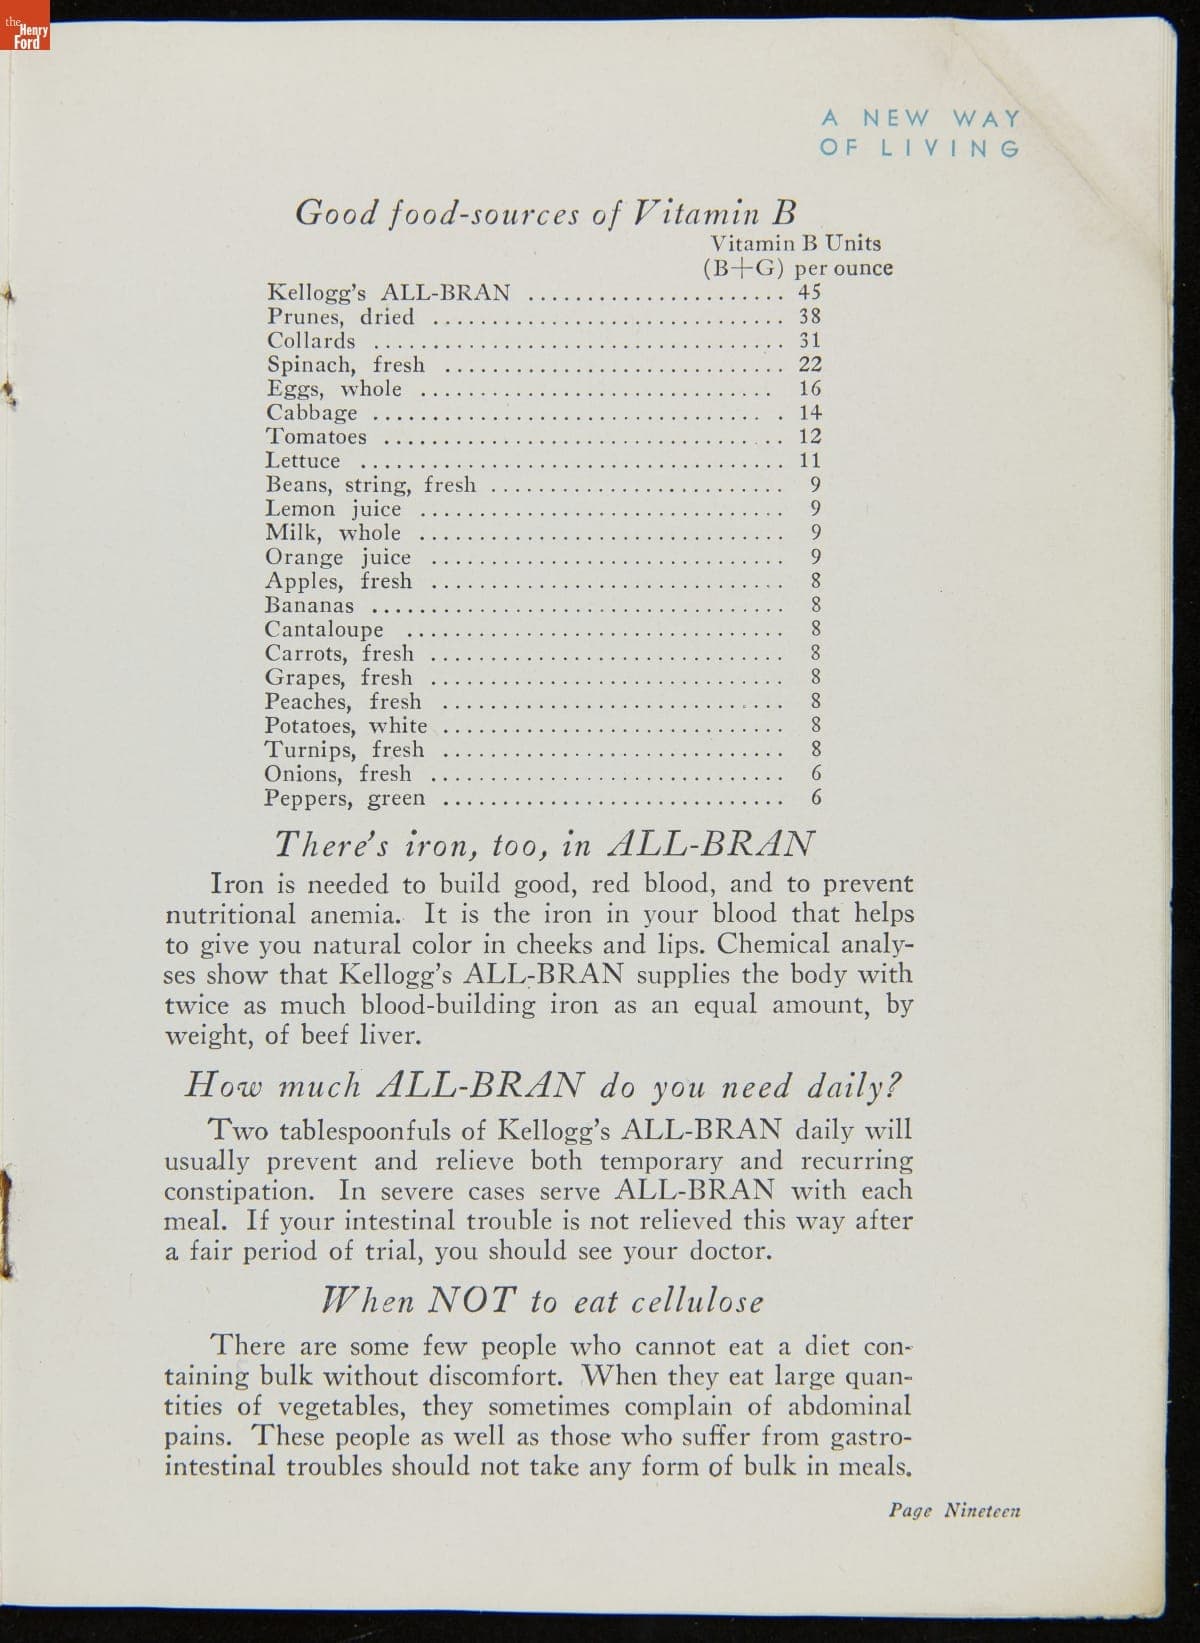 the
Henry
Ford
A NEW WAY
OF LIVING
Good food-sources of Vitamin B
Vitamin B Units
(B+G) per ounce
Kellogg's ALL-BRAN ...................... 45
Prunes, dried .............................. 38
Collards ................................... 31
Spinach, fresh ............................. 22
Eggs, whole .............................. 16
Cabbage ................................... 14
Tomatoes .................................. 12
Lettuce .................................... 11
Beans, string, fresh ......................... 9
Lemon juice ............................... 9
Milk, whole ............................... 9
Orange juice .............................. 9
Apples, fresh .............................. 8
Bananas ................................... 8
Cantaloupe ................................ 8
Carrots, fresh .............................. 8
Grapes, fresh .............................. 8
Peaches, fresh ............................. 8
Potatoes, white ............................. 8
Turnips, fresh ............................. 8
Onions, fresh .............................. 6
Peppers, green ............................. 6
There's iron, too, in ALL-BRAN
Iron is needed to build good, red blood, and to prevent
nutritional anemia. It is the iron in your blood that helps
to give you natural color in cheeks and lips. Chemical analy-
ses show that Kellogg's ALL-BRAN supplies the body with
twice as much blood-building iron as an equal amount, by
weight, of beef liver.
How much ALL-BRAN do you need daily?
Two tablespoonfuls of Kellogg's ALL-BRAN daily will
usually prevent and relieve both temporary and recurring
constipation. In severe cases serve ALL-BRAN with each
meal. If your intestinal trouble is not relieved this way after
a fair period of trial, you should see your doctor.
When NOT to eat cellulose
There are some few people who cannot eat a diet con-
taining bulk without discomfort. When they eat large quan-
tities of vegetables, they sometimes complain of abdominal
pains. These people as well as those who suffer from gastro-
intestinal troubles should not take any form of bulk in meals.
Page Nineteen